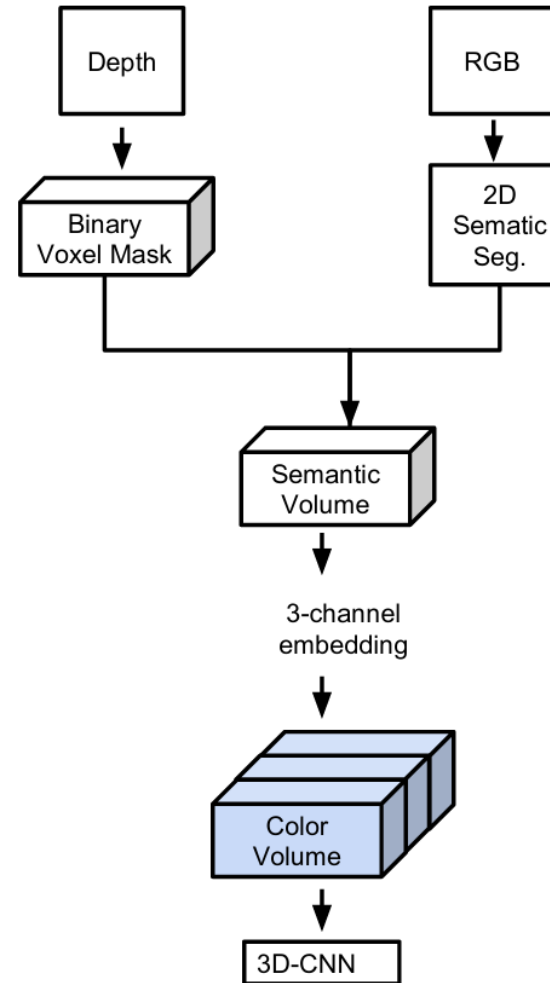 Depth
RGB
Binary
Voxel Mask
2D
Sematic
Seg.
Semantic
Volume
3-channel
embedding
Color
Volume
3D-CNN